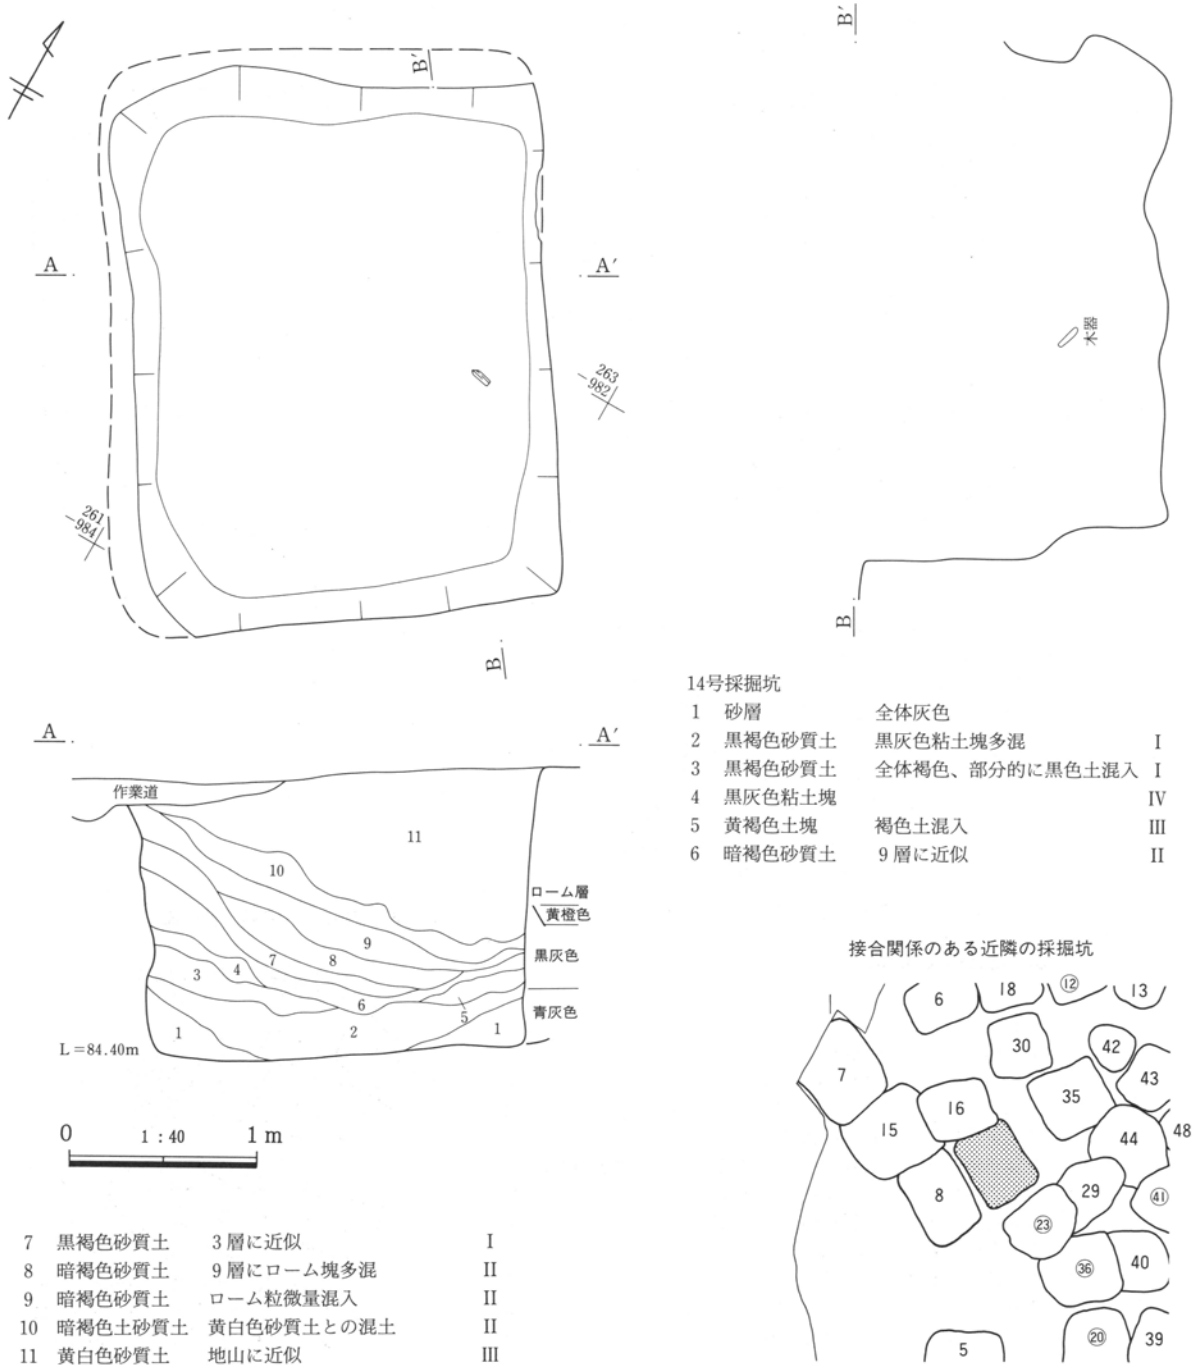 B′
B′
A
A′
263
-982
木器
261
-984
B
B
14号採掘坑
1 砂層 全体灰色
2 黒褐色砂質土 黒灰色粘土塊多混 I
3 黒褐色砂質土 全体褐色、部分的に黒色土混入 I
4 黒灰色粘土塊 IV
5 黄褐色土塊 褐色土混入 III
6 暗褐色砂質土 9層に近似 II
A
A′
作業道
11
10
ローム層
黄橙色
9
8
7
黒灰色
3
4
6
5
青灰色
1
2
1
L=84.40m
0 1:40 1m
7 黒褐色砂質土 3層に近似 I
8 暗褐色砂質土 9層にローム塊多混 II
9 暗褐色砂質土 ローム粒微量混入 II
10 暗褐色土砂質土 黄白色砂質土との混土 II
11 黄白色砂質土 地山に近似 III
接合関係のある近隣の採掘坑
6
18
⑫
13
30
42
7
43
35
16
15
44
48
8
29
㊶
㉓
㊱
40
5
⑳
39